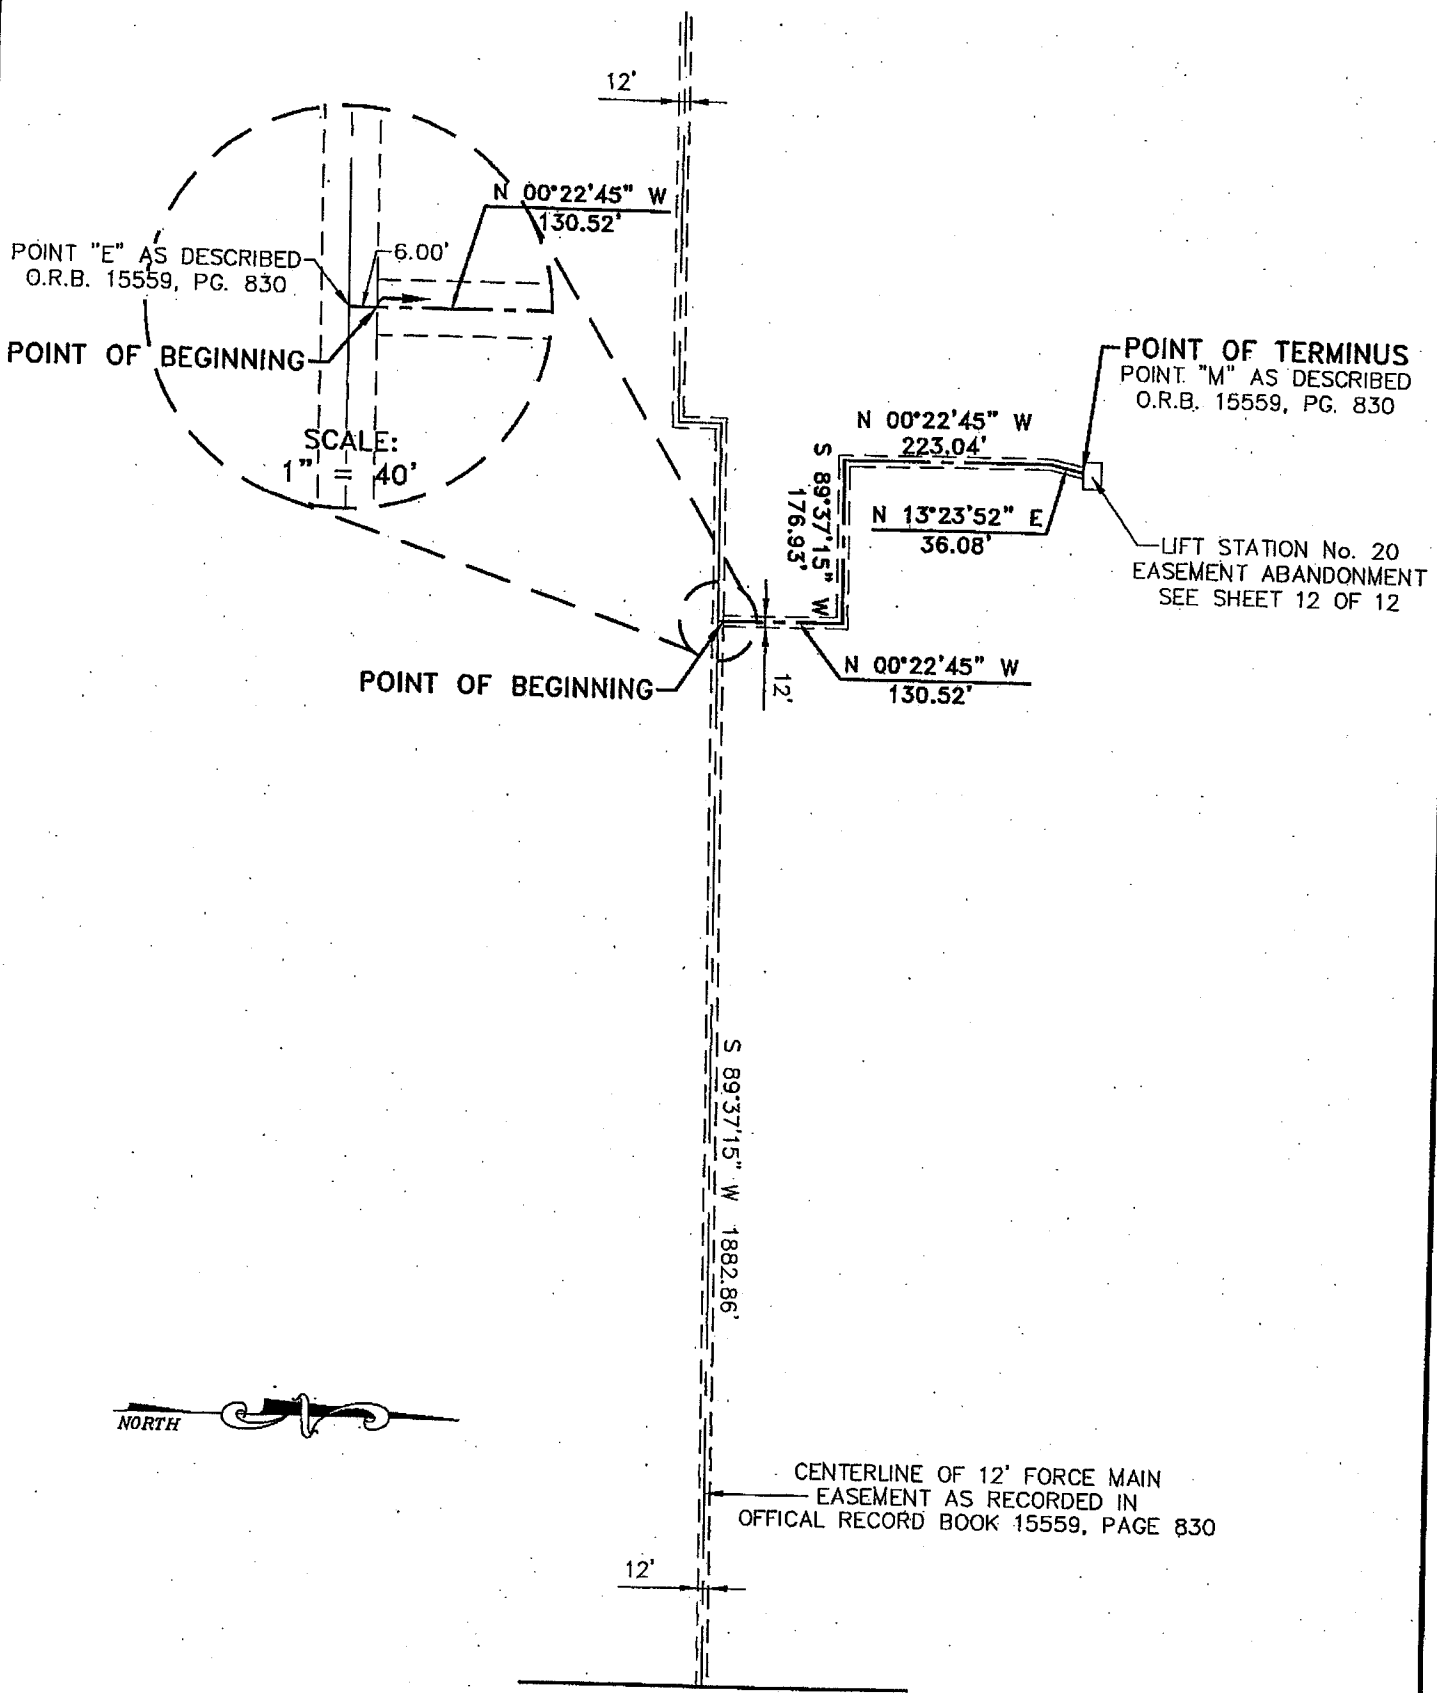 12'
N 00°22'45" W
130.52'
POINT "E" AS DESCRIBED
O.R.B. 15559, PG. 830
6.00'
POINT OF BEGINNING
SCALE:
1" = 40'
POINT OF TERMINUS
POINT "M" AS DESCRIBED
O.R.B. 15559, PG. 830
N 00°22'45" W
223.04'
S 89°37'15" W
176.93'
N 13°23'52" E
36.08'
LIFT STATION No. 20
EASEMENT ABANDONMENT
SEE SHEET 12 OF 12
POINT OF BEGINNING
12'
N 00°22'45" W
130.52'
S 89°37'15" W 1882.86'
NORTH
CENTERLINE OF 12' FORCE MAIN
EASEMENT AS RECORDED IN
OFFICAL RECORD BOOK 15559, PAGE 830
12'